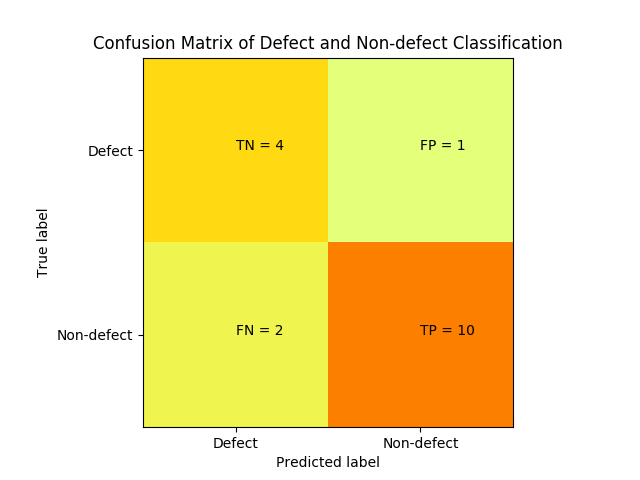 Confusion Matrix of Defect and Non-defect Classification
True label
Defect
TN = 4
FP = 1
Non-defect
FN = 2
TP = 10
Defect
Non-defect
Predicted label